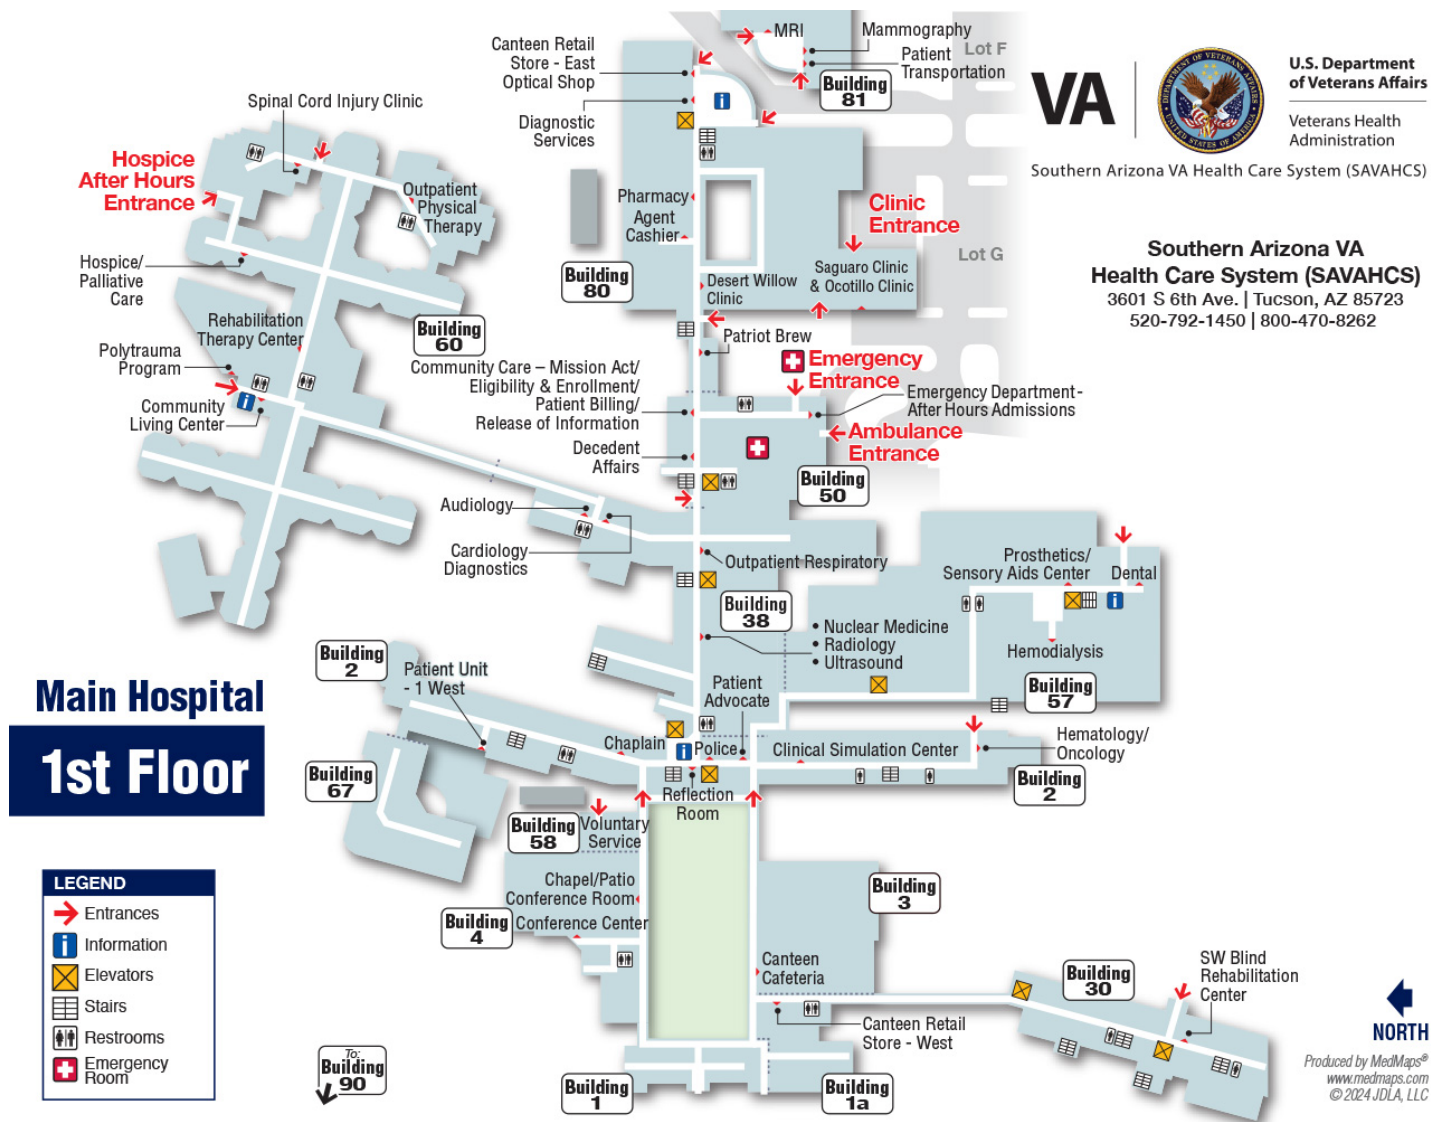 Canteen Retail
Store - East
Optical Shop
Diagnostic
Services
MRI
Mammography
Patient
Transportation
Building
81
Lot F
VA
U.S. Department
of Veterans Affairs
Veterans Health
Administration
DEPARTMENT OF VETERANS AFFAIRS
UNITED STATES OF AMERICA
Southern Arizona VA Health Care System (SAVAHCS)
Southern Arizona VA
Health Care System (SAVAHCS)
3601 S 6th Ave. | Tucson, AZ 85723
520-792-1450 | 800-470-8262
Spinal Cord Injury Clinic
Hospice
After Hours
Entrance
Outpatient
Physical
Therapy
Hospice/
Palliative
Care
Rehabilitation
Therapy Center
Building
60
Polytrauma
Program
Community
Living Center
Pharmacy
Agent
Cashier
Building
80
Clinic
Entrance
Lot G
Saguaro Clinic
& Ocotillo Clinic
Desert Willow
Clinic
Patriot Brew
Community Care – Mission Act/
Eligibility & Enrollment/
Patient Billing/
Release of Information
Emergency
Entrance
Emergency Department-
After Hours Admissions
Ambulance
Entrance
Decedent
Affairs
Building
50
Audiology
Cardiology
Diagnostics
Outpatient Respiratory
Building
38
• Nuclear Medicine
• Radiology
• Ultrasound
Prosthetics/
Sensory Aids Center
Dental
Hemodialysis
Building
57
Building
2
Patient Unit
- 1 West
Patient
Advocate
Chaplain
Police
Clinical Simulation Center
Hematology/
Oncology
Building
2
Reflection
Room
Building
67
Building
58
Voluntary
Service
Chapel/Patio
Conference Room
Building
4
Conference Center
Building
3
Canteen
Cafeteria
Canteen Retail
Store - West
Building
30
SW Blind
Rehabilitation
Center
Building
1
Building
1a
To:
Building
90
Main Hospital
1st Floor
LEGEND
Entrances
Information
Elevators
Stairs
Restrooms
Emergency
Room
NORTH
Produced by MedMaps®
www.medmaps.com
© 2024 JDLA, LLC